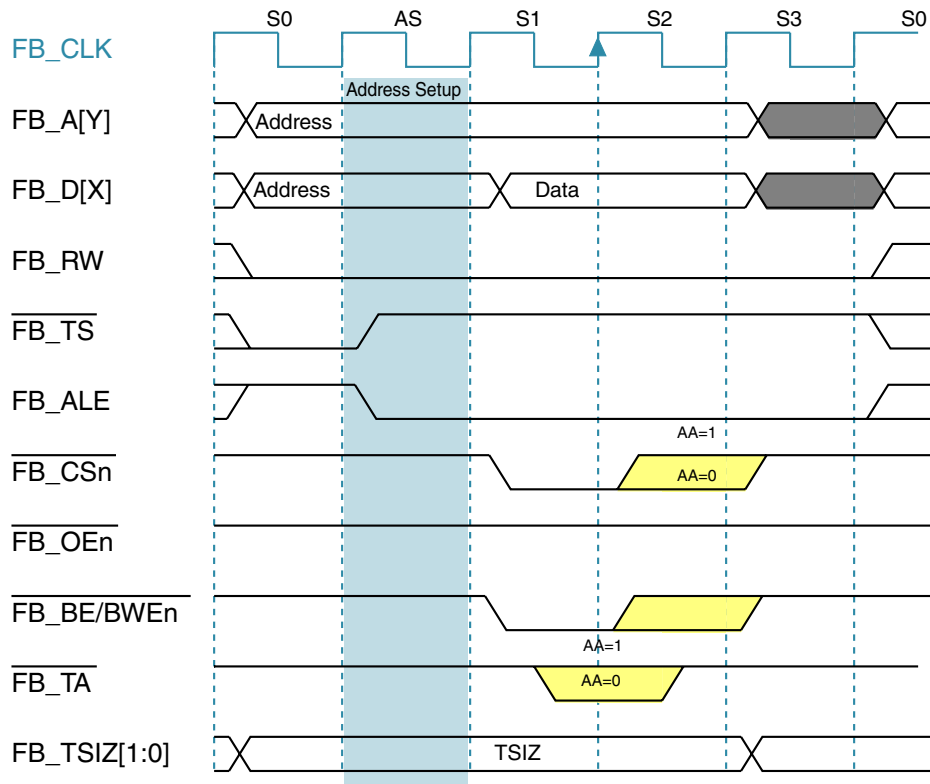 S0 AS S1 S2 S3 S0
FB_CLK
Address Setup
FB_A[Y] Address
FB_D[X] Address Data
FB_RW
FB_TS
FB_ALE
AA=1
FB_CSn AA=0
FB_OEn
FB_BE/BWEn
AA=1
FB_TA AA=0
FB_TSIZ[1:0] TSIZ